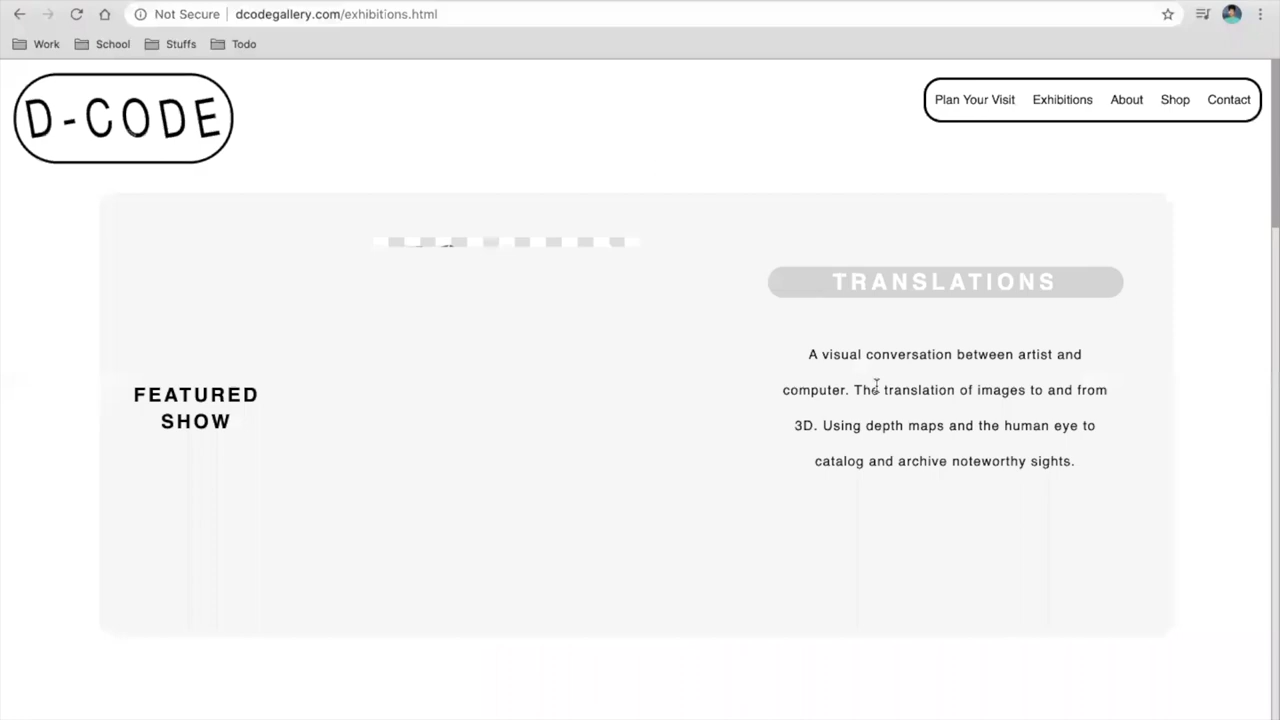 Not Secure dcodegallery.com/exhibitions.html
Work School Stuffs Todo
D-CODE
Plan Your Visit Exhibitions About Shop Contact
FEATURED
SHOW
TRANSLATIONS
A visual conversation between artist and
computer. The translation of images to and from
3D. Using depth maps and the human eye to
catalog and archive noteworthy sights.